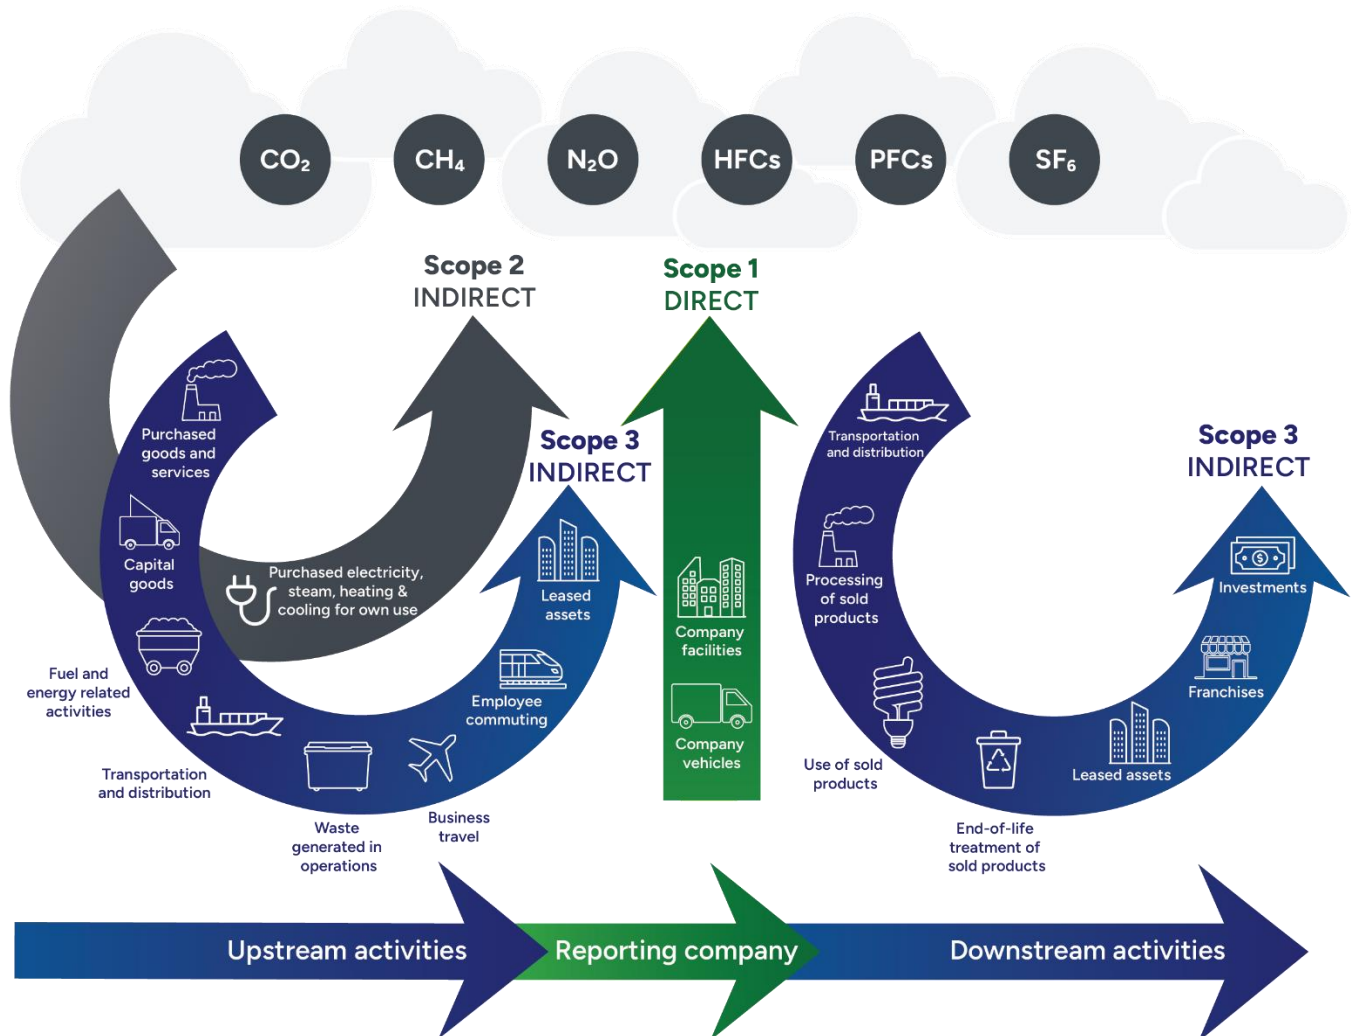 CO₂
CH₄
N₂O
HFCs
PFCs
SF₆
Scope 2
INDIRECT
Scope 1
DIRECT
Scope 3
INDIRECT
Scope 3
INDIRECT
Purchased
goods and
services
Capital
goods
Fuel and
energy related
activities
Transportation
and distribution
Waste
generated in
operations
Business
travel
Employee
commuting
Leased
assets
Purchased electricity,
steam, heating &
cooling for own use
Company
facilities
Company
vehicles
Transportation
and distribution
Processing
of sold
products
Use of sold
products
End-of-life
treatment of
sold products
Leased assets
Franchises
$
Investments
Upstream activities
Reporting company
Downstream activities